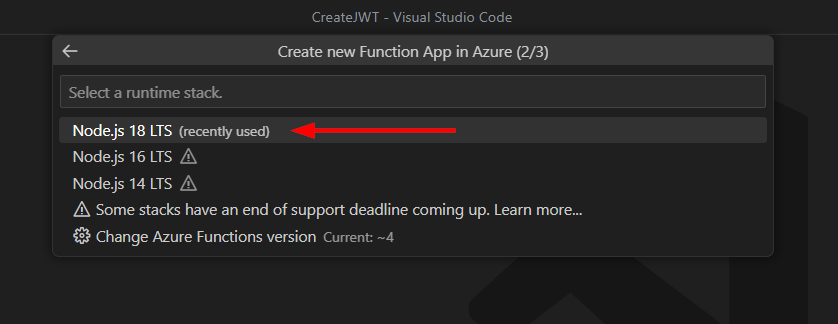 CreateJWT - Visual Studio Code
Create new Function App in Azure (2/3)
Select a runtime stack.
Node.js 18 LTS (recently used)
Node.js 16 LTS
Node.js 14 LTS
Some stacks have an end of support deadline coming up. Learn more...
Change Azure Functions version Current: ~4